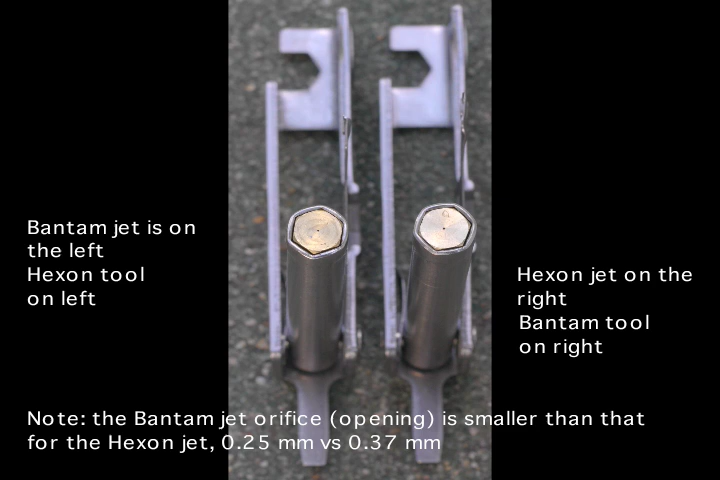 Bantam jet is on
the left
Hexon tool
on left
Hexon jet on the
right
Bantam tool
on right
Note: the Bantam jet orifice (opening) is smaller than that
for the Hexon jet, 0.25 mm vs 0.37 mm